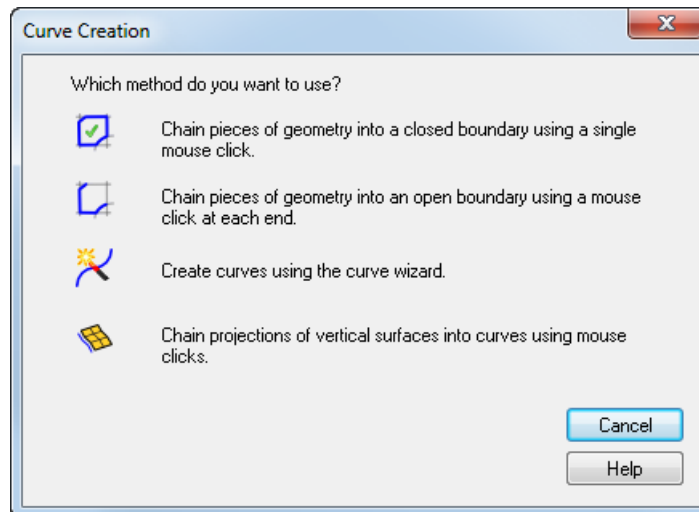 Curve Creation
Which method do you want to use?
Chain pieces of geometry into a closed boundary using a single
mouse click.
Chain pieces of geometry into an open boundary using a mouse
click at each end.
Create curves using the curve wizard.
Chain projections of vertical surfaces into curves using mouse
clicks.
Cancel
Help